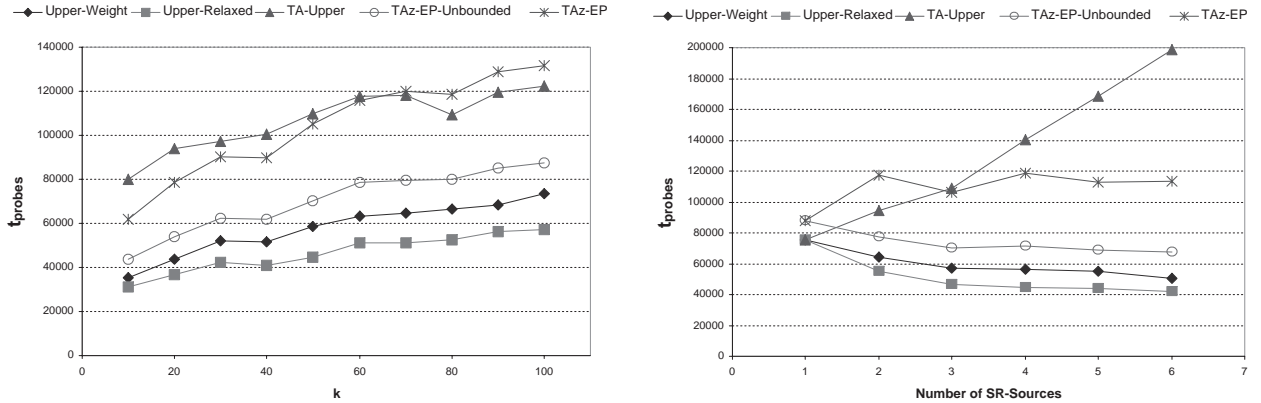 Upper-Weight Upper-Relaxed TA-Upper TAz-EP-Unbounded TAz-EP
140000
120000
100000
80000
60000
40000
20000
0
0 20 40 60 80 100
k
tprobes
Upper-Weight Upper-Relaxed TA-Upper TAz-EP-Unbounded TAz-EP
200000
180000
160000
140000
120000
100000
80000
60000
40000
20000
0
0 1 2 3 4 5 6 7
Number of SR-Sources
tprobes